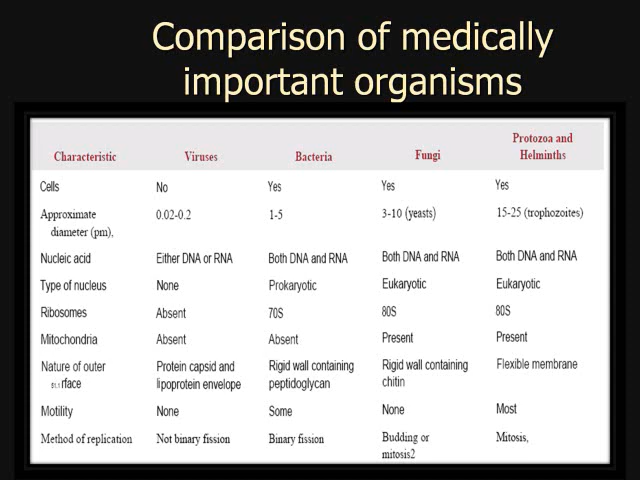 Comparison of medically
important organisms
Characteristic Viruses Bacteria Fungi Protozoa and
Helminths
Cells No Yes Yes Yes
Approximate
diameter (pm), 0.02-0.2 1-5 3-10 (yeasts) 15-25 (trophozoites)
Nucleic acid Either DNA or RNA Both DNA and RNA Both DNA and RNA Both DNA and RNA
Type of nucleus None Prokaryotic Eukaryotic Eukaryotic
Ribosomes Absent 70S 80S 80S
Mitochondria Absent Absent Present Present
Nature of outer Protein capsid and Rigid wall containing Rigid wall containing Flexible membrane
rface lipoprotein envelope peptidoglycan chitin
Motility None Some None Most
Method of replication Not binary fission Binary fission Budding or Mitosis,
mitosis2